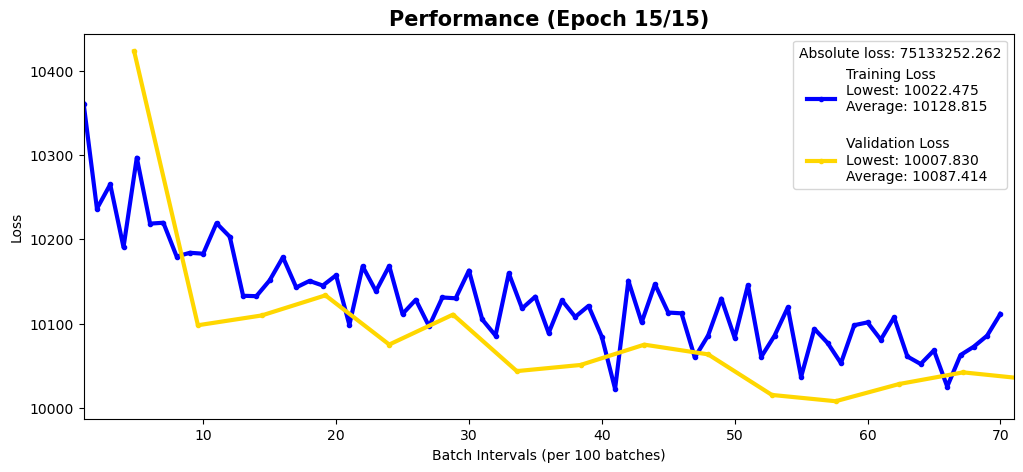 Performance (Epoch 15/15)
Absolute loss: 75133252.262
Training Loss
Lowest: 10022.475
Average: 10128.815
Validation Loss
Lowest: 10007.830
Average: 10087.414
Loss
10400
10300
10200
10100
10000
10 20 30 40 50 60 70
Batch Intervals (per 100 batches)